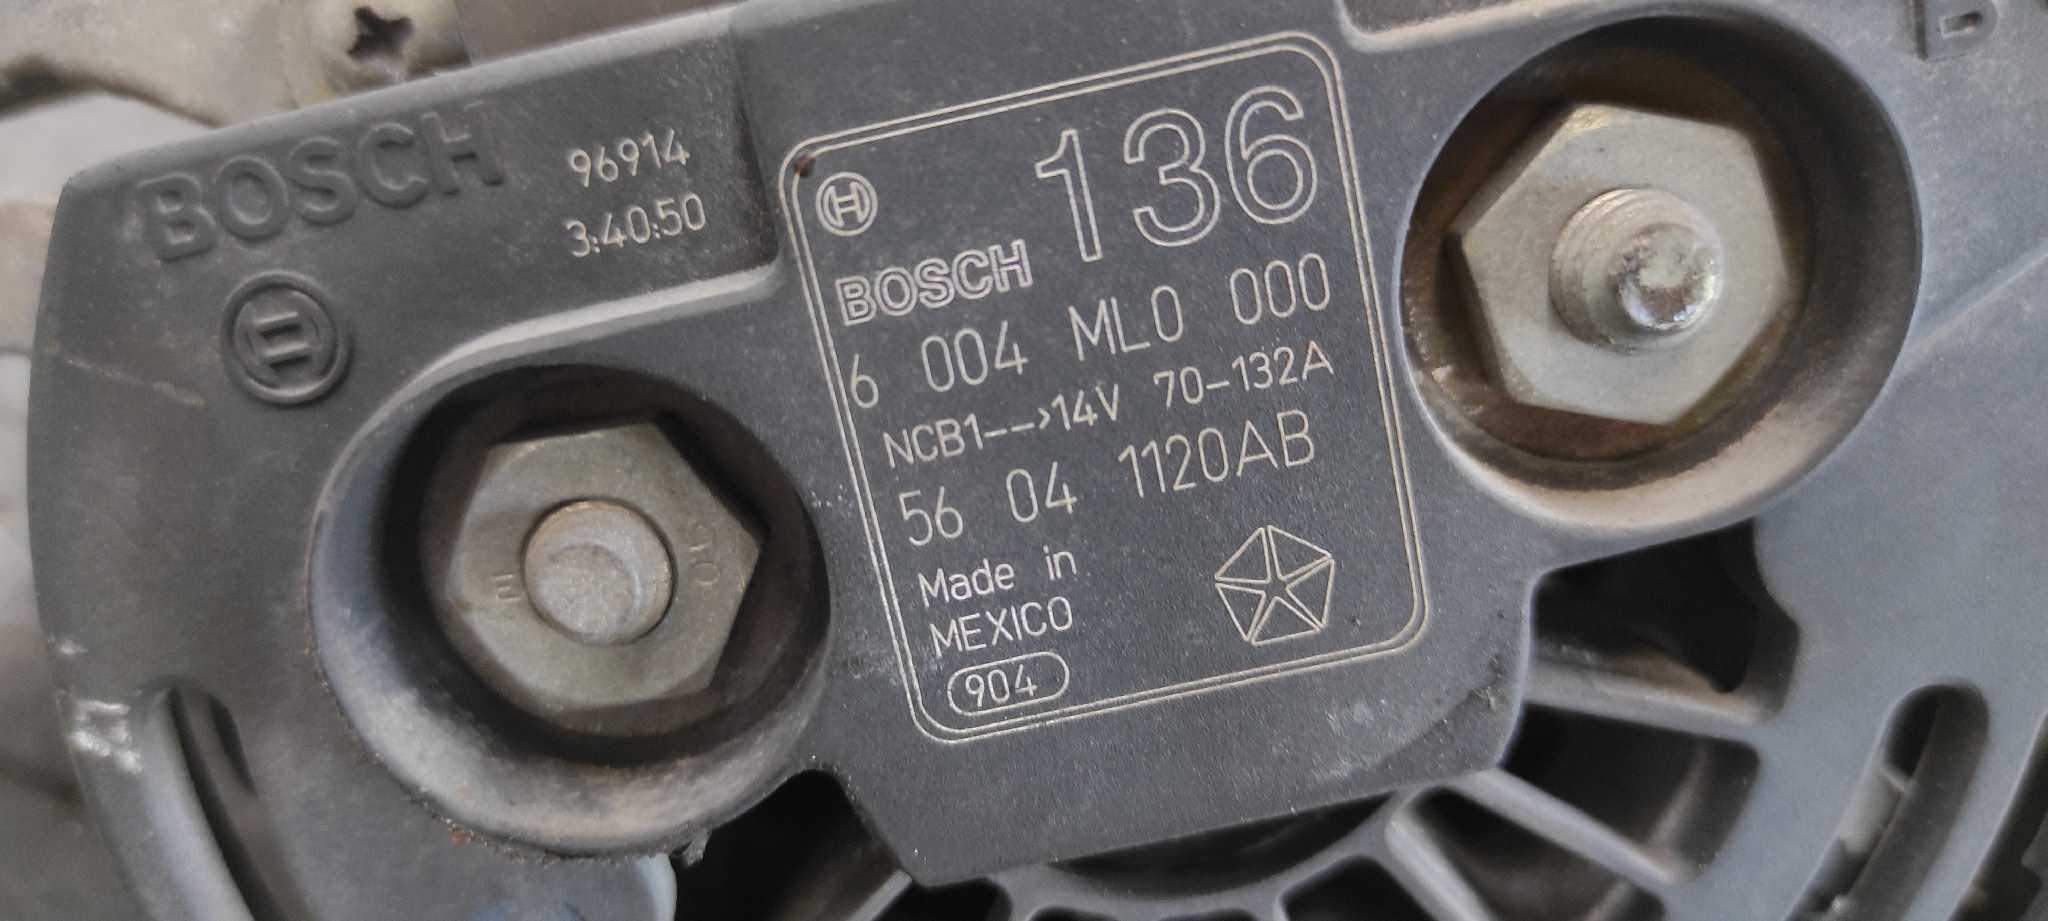 BOSCH
96914
3:40:50
136
BOSCH
6 004 ML0 000
NCB1-->14V 70-132A
56 04 1120AB
Made in
MEXICO
904